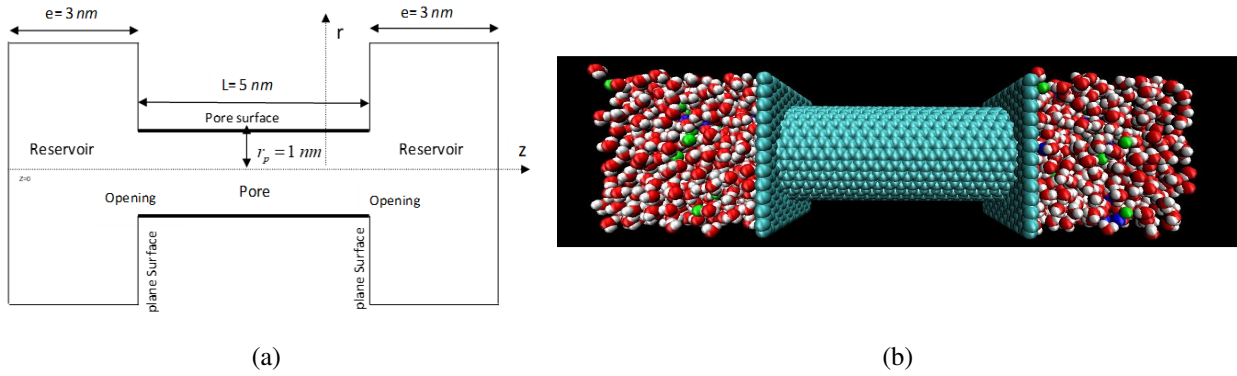 e = 3 nm
r
e = 3 nm
L= 5 nm
Pore surface
Reservoir
r_p = 1 nm
Reservoir
z
z=0
Pore
Opening
Opening
plane Surface
plane Surface
(a)
(b)